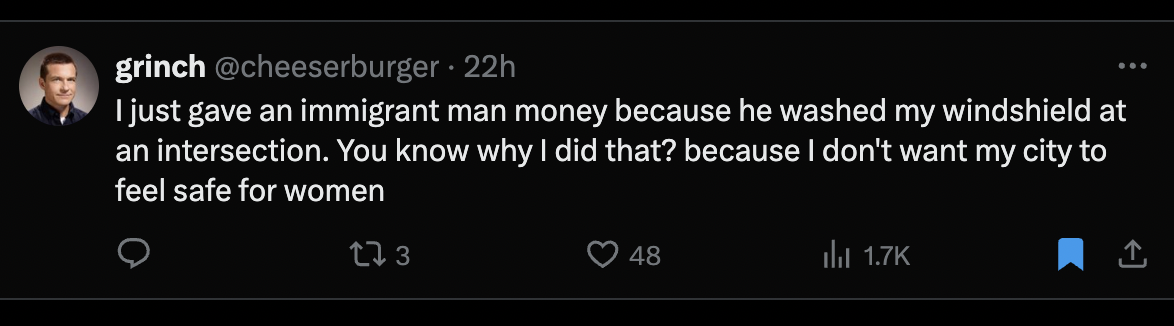 grinch @cheeserburger · 22h
I just gave an immigrant man money because he washed my windshield at
an intersection. You know why I did that? because I don't want my city to
feel safe for women
3 48 1.7K